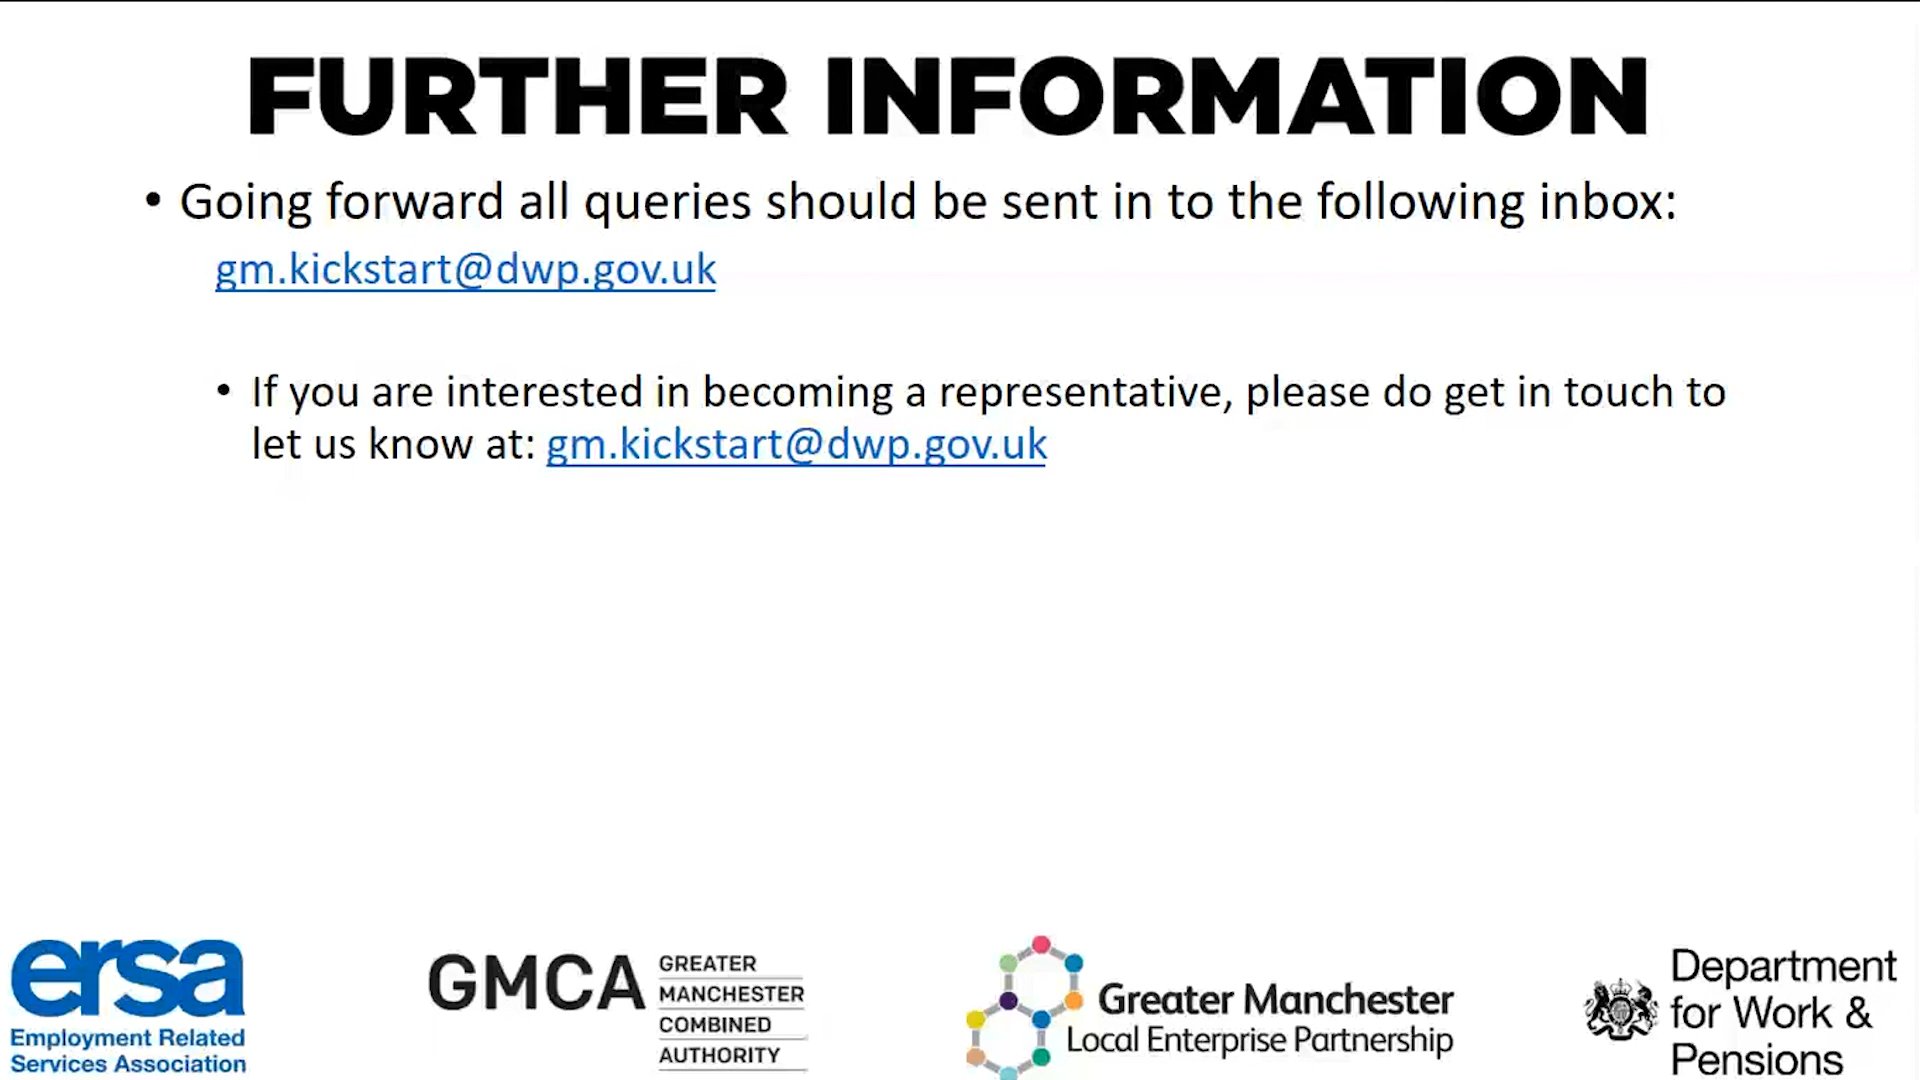 FURTHER INFORMATION
• Going forward all queries should be sent in to the following inbox:
gm.kickstart@dwp.gov.uk
• If you are interested in becoming a representative, please do get in touch to
let us know at: gm.kickstart@dwp.gov.uk
ersa
Employment Related
Services Association
GMCA
GREATER
MANCHESTER
COMBINED
AUTHORITY
Greater Manchester
Local Enterprise Partnership
Department
for Work &
Pensions